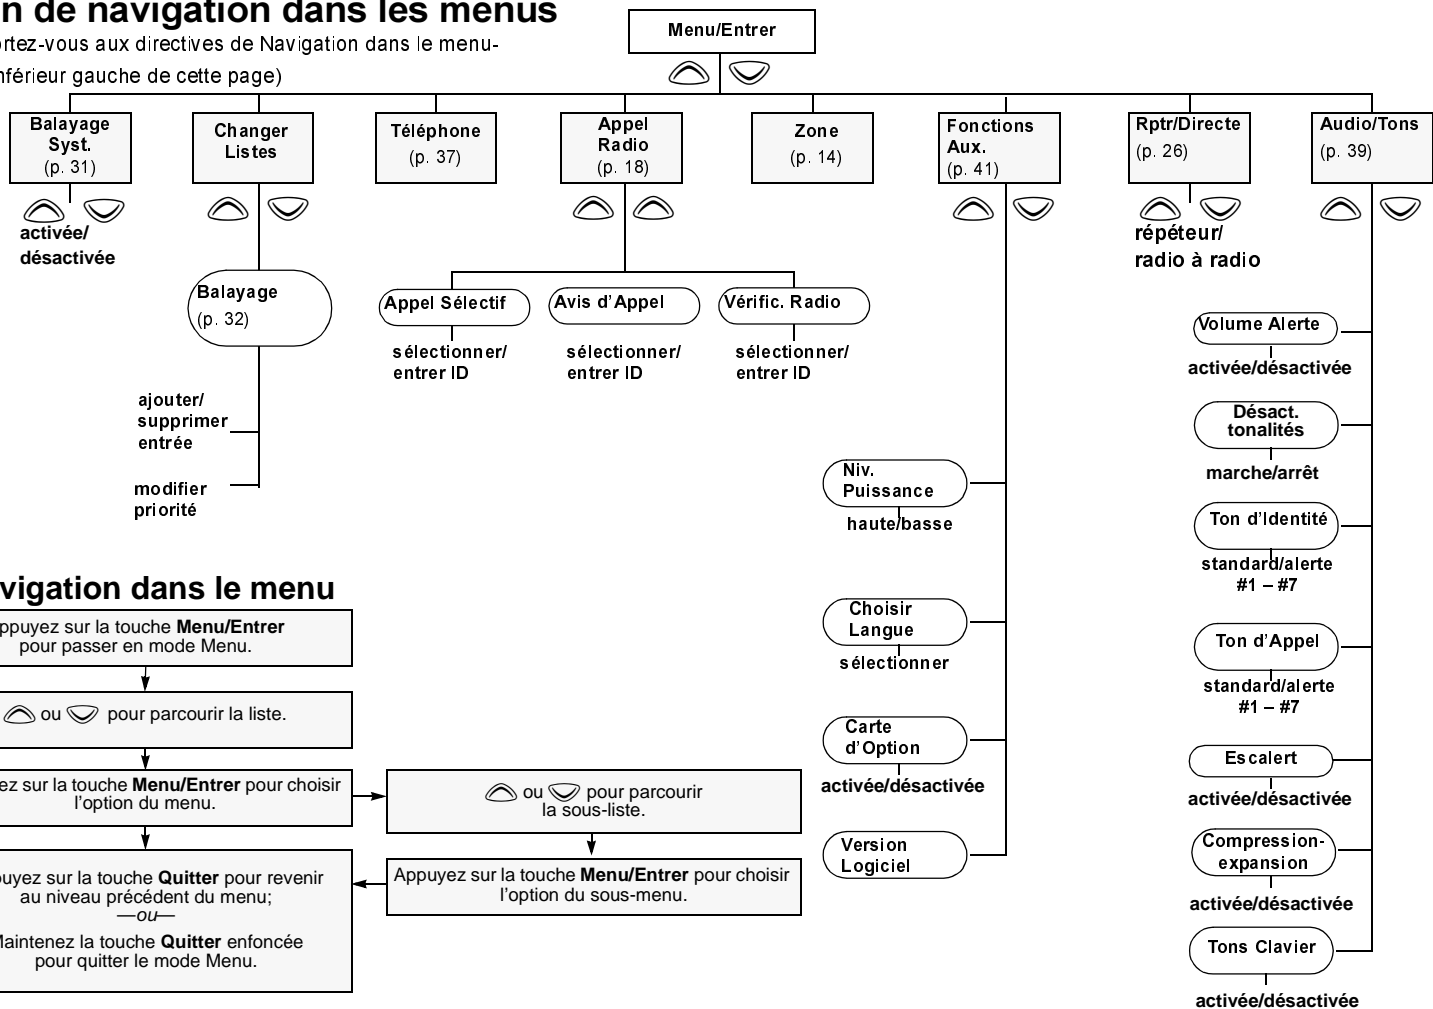 n de navigation dans les menus
rtez-vous aux directives de Navigation dans le menu-
nférieur gauche de cette page)
Menu/Entrer
Balayage
Syst.
(p. 31)
activée/
désactivée
Changer
Listes
Balayage
(p. 32)
ajouter/
supprimer
entrée
modifier
priorité
Téléphone
(p. 37)
Appel
Radio
(p. 18)
Appel Sélectif
sélectionner/
entrer ID
Avis d'Appel
sélectionner/
entrer ID
Vérific. Radio
sélectionner/
entrer ID
Zone
(p. 14)
Fonctions
Aux.
(p. 41)
Niv.
Puissance
haute/basse
Choisir
Langue
sélectionner
Carte
d'Option
activée/désactivée
Version
Logiciel
Rptr/Directe
(p. 26)
répéteur/
radio à radio
Audio/Tons
(p. 39)
Volume Alerte
activée/désactivée
Désact.
tonalités
marche/arrêt
Ton d'Identité
standard/alerte
#1 – #7
Ton d'Appel
standard/alerte
#1 – #7
Escalert
activée/désactivée
Compression-
expansion
activée/désactivée
Tons Clavier
activée/désactivée
vigation dans le menu
ppuyez sur la touche Menu/Entrer
pour passer en mode Menu.
ou pour parcourir la liste.
ez sur la touche Menu/Entrer pour choisir
l'option du menu.
ou pour parcourir
la sous-liste.
Appuyez sur la touche Menu/Entrer pour choisir
l'option du sous-menu.
uyez sur la touche Quitter pour revenir
au niveau précédent du menu;
—ou—
Maintenez la touche Quitter enfoncée
pour quitter le mode Menu.